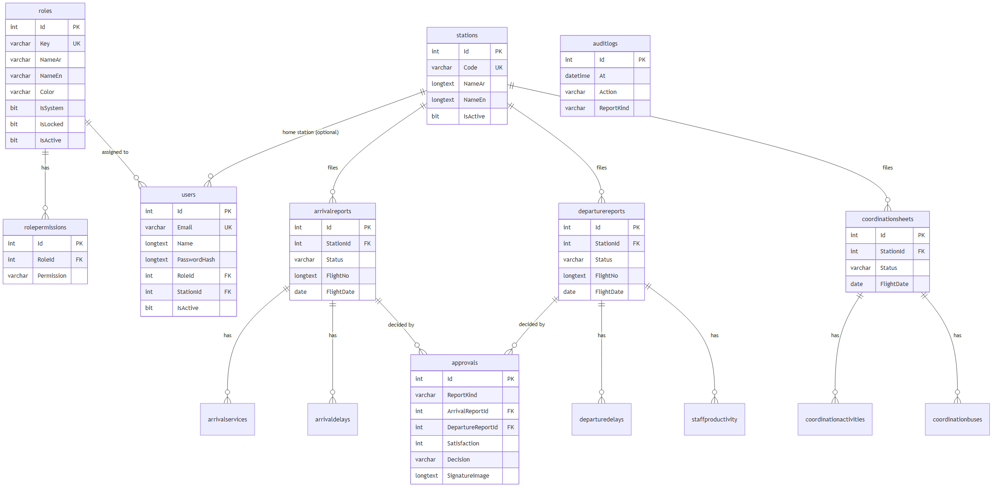 roles
int Id PK
varchar Key UK
varchar NameAr
varchar NameEn
varchar Color
bit IsSystem
bit IsLocked
bit IsActive
stations
int Id PK
varchar Code UK
longtext NameAr
longtext NameEn
bit IsActive
auditlogs
int Id PK
datetime At
varchar Action
varchar ReportKind
home station (optional)
assigned to
has
files
files
files
rolepermissions
int Id PK
int RoleId FK
varchar Permission
users
int Id PK
varchar Email UK
longtext Name
longtext PasswordHash
int RoleId FK
int StationId FK
bit IsActive
arrivalreports
int Id PK
int StationId FK
varchar Status
longtext FlightNo
date FlightDate
departurereports
int Id PK
int StationId FK
varchar Status
longtext FlightNo
date FlightDate
coordinationsheets
int Id PK
int StationId FK
varchar Status
date FlightDate
has
has
decided by
decided by
has
has
has
has
approvals
int Id PK
varchar ReportKind
int ArrivalReportId FK
int DepartureReportId FK
int Satisfaction
varchar Decision
longtext SignatureImage
arrivalservices
arrivaldelays
departuredelays
staffproductivity
coordinationactivities
coordinationbuses